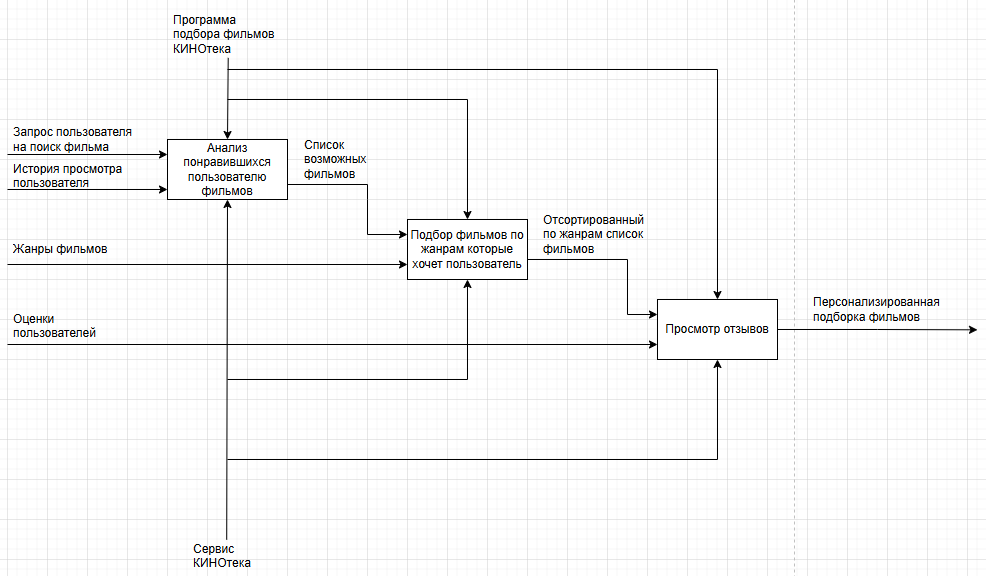 Программа
подбора фильмов
КИНОтека
Запрос пользователя
на поиск фильма
История просмотра
пользователя
Анализ
понравившихся
пользователю
фильмов
Список
возможных
фильмов
Жанры фильмов
Подбор фильмов по
жанрам которые
хочет пользователь
Отсортированный
по жанрам список
фильмов
Оценки
пользователей
Просмотр отзывов
Персонализированная
подборка фильмов
Сервис
КИНОтека